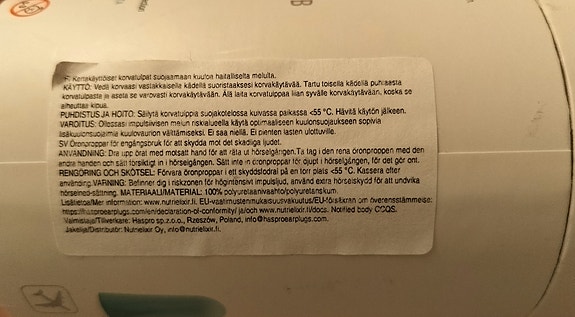 FI Kertakäyttöiset korvatulpat suojaamaan kuuloa haitalliselta melulta.
KÄYTTÖ: Vedä korvaasi vastakkaisella kädellä suoristaaksesi korvakäytävää. Tartu toisella kädellä puhtaasta
korvatulpasta ja aseta se varovasti korvakäytävään. Älä laita korvatulppaa liian syvälle korvakäytävään, koska se
aiheuttaa kipua.
PUHDISTUS JA HOITO: Säilytä korvatulppia suojakotelossa kuivassa paikassa <55 °C. Hävitä käytön jälkeen.
VAROITUS: Ollessasi impulsiivisen melun riskialueella käytä optimaaliseen kuulonsuojaukseen sopivia
lisäkuulonsuojaimia kuulovaurion välttämiseksi. Ei saa niellä. Ei pienten lasten ulottuville.
SV Öronproppar för engångsbruk för att skydda mot det skadliga ljudet.
ANVÄNDNING: Dra upp örat med motsatt hand för att räta ut hörselgången. Ta tag i den rena öronproppen med den
andra handen och sätt försiktigt in i hörselgången. Sätt inte in öronproppar för djupt i hörselgången, för det gör ont.
RENGÖRING OCH SKÖTSEL: Förvara öronproppar i ett skyddsfodral på en torr plats <55 °C. Kassera efter
användning. VARNING: Befinner dig i riskzonen för högintensivt impulsljud, använd extra hörselskydd för att undvika
hörselned-sättning. MATERIAALI/MATERIAL: 100% polyuretaanivaahto/polyuretanskum.
Lisätietoa/Mer information: www.nutrielixir.fi. EU-vaatimustenmukaisuusvakuutus/EU-försäkran om överensstämmelse:
https://hasproearplugs.com/en/declaration-of-conformity/ ja/och www.nutrielixir.fi/docs. Notified body CCQS.
Valmistaja/Tillverkare: Haspro sp.z.o.o., Rzeszów, Poland, info@hasproearplugs.com.
Jakelija/Distributör: Nutrielixir Oy, info@nutrielixir.fi.